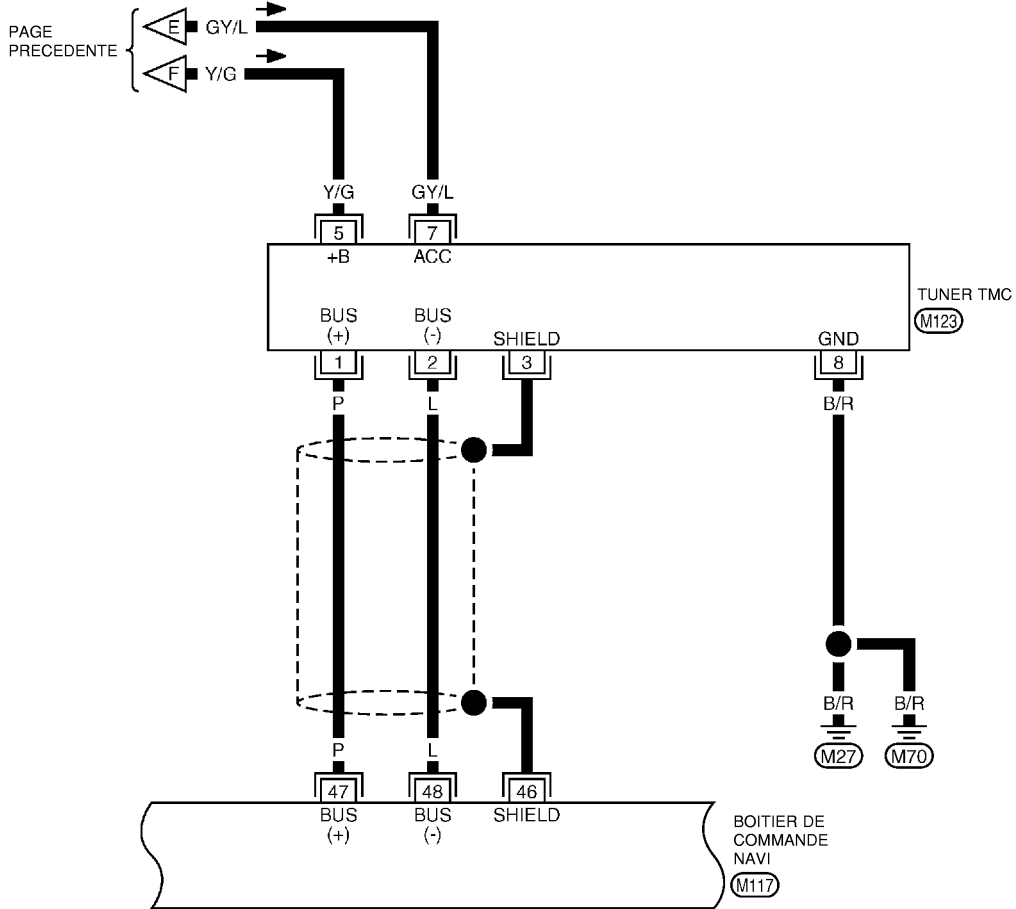 PAGE
PRECEDENTE
E GY/L
F Y/G
Y/G GY/L
5 7
+B ACC
TUNER TMC
M123
BUS
(+)
BUS
(-)
SHIELD
GND
1 2 3 8
P L B/R
B/R B/R
M27 M70
P L
47 48 46
BUS
(+)
BUS
(-)
SHIELD
BOITIER DE
COMMANDE
NAVI
M117